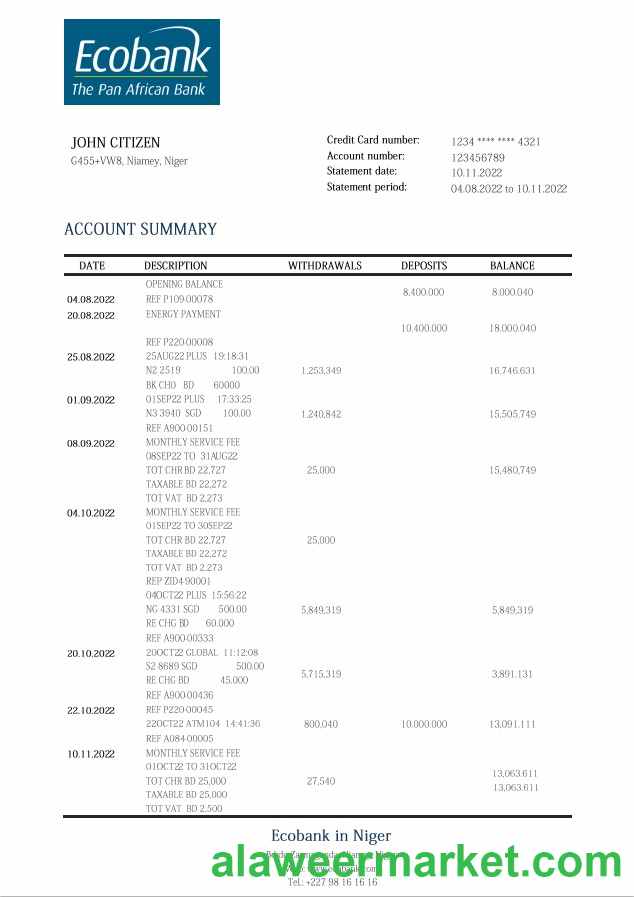 Ecobank
The Pan African Bank
JOHN CITIZEN
G455+VW8, Niamey, Niger
Credit Card number: 1234 **** **** 4321
Account number: 123456789
Statement date: 10.11.2022
Statement period: 04.08.2022 to 10.11.2022
ACCOUNT SUMMARY
DATE DESCRIPTION WITHDRAWALS DEPOSITS BALANCE
OPENING BALANCE
8.400.000 8.000.040
04.08.2022 REF P109-00078
20.08.2022 ENERGY PAYMENT
10.400.000 18.000.040
REF P220-00008
25.08.2022 25AUG22 PLUS 19:18:31
N2 2519 100.00 1,253,349 16,746.631
BK CHO BD 60000
01.09.2022 01SEP22 PLUS 17:33:25
N3 3940 SGD 100.00 1,240,842 15,505,749
REF A900-00151
08.09.2022 MONTHLY SERVICE FEE
08SEP22 TO 31AUG22
TOT CHR BD 22,727 25,000 15,480,749
TAXABLE BD 22,272
TOT VAT BD 2,273
04.10.2022 MONTHLY SERVICE FEE
01SEP22 TO 30SEP22
TOT CHR BD 22,727 25,000
TAXABLE BD 22,272
TOT VAT BD 2,273
REP ZID4-90001
04OCT22 PLUS 15:56:22
NG 4331 SGD 500.00 5,849,319 5,849,319
RE CHG BD 60.000
REF A900-00333
20.10.2022 20OCT22 GLOBAL 11:12:08
S2 8689 SGD 500.00
5,715,319 3,891.131
RE CHG BD 45.000
REF A900-00436
22.10.2022 REF P220-00045
22OCT22 ATM104 14:41:36 800,040 10.000.000 13,091.111
REF A084-00005
10.11.2022 MONTHLY SERVICE FEE
01OCT22 TO 31OCT22
13,063.611
TOT CHR BD 25,000 27,540
13,063.611
TAXABLE BD 25,000
TOT VAT BD 2.500
Ecobank in Niger
alaweermarket.com
Tel.: +227 98 16 16 16